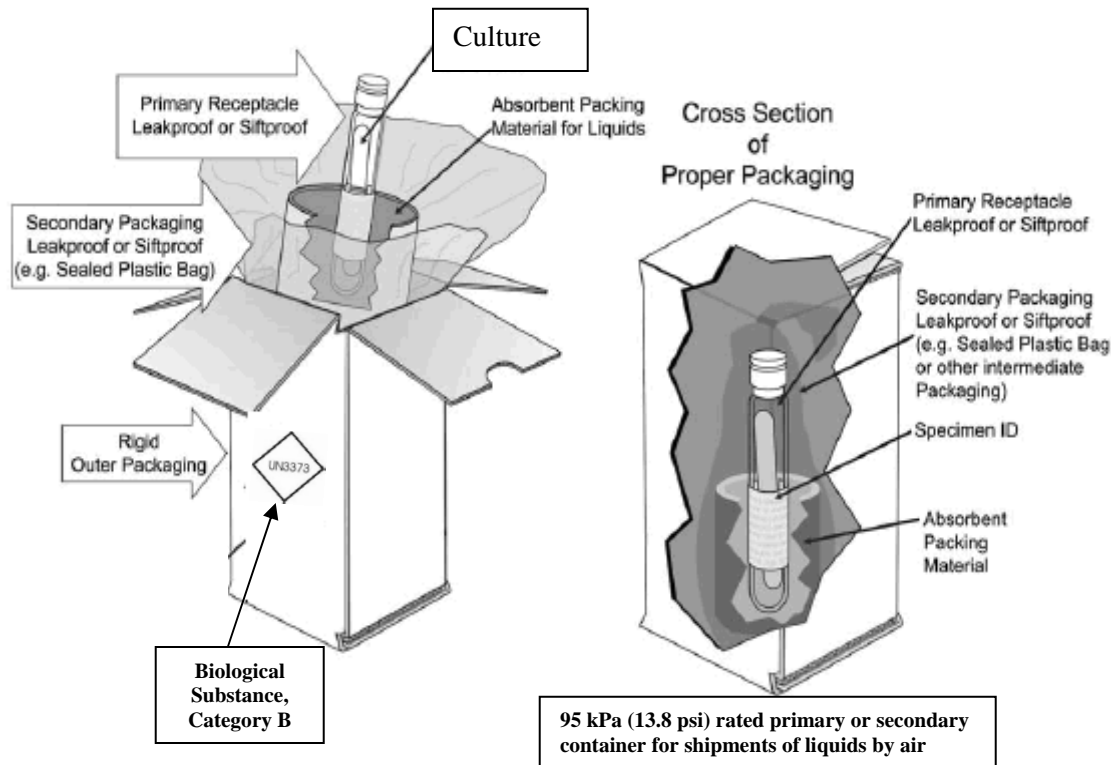 Culture
Primary Receptacle
Leakproof or Siftproof
Absorbent Packing
Material for Liquids
Secondary Packaging
Leakproof or Siftproof
(e.g. Sealed Plastic Bag)
Rigid
Outer Packaging
UN3373
Biological
Substance,
Category B
Cross Section
of
Proper Packaging
Primary Receptacle
Leakproof or Siftproof
Secondary Packaging
Leakproof or Siftproof
(e.g. Sealed Plastic Bag
or other intermediate
Packaging)
Specimen ID
Absorbent
Packing
Material
95 kPa (13.8 psi) rated primary or secondary
container for shipments of liquids by air